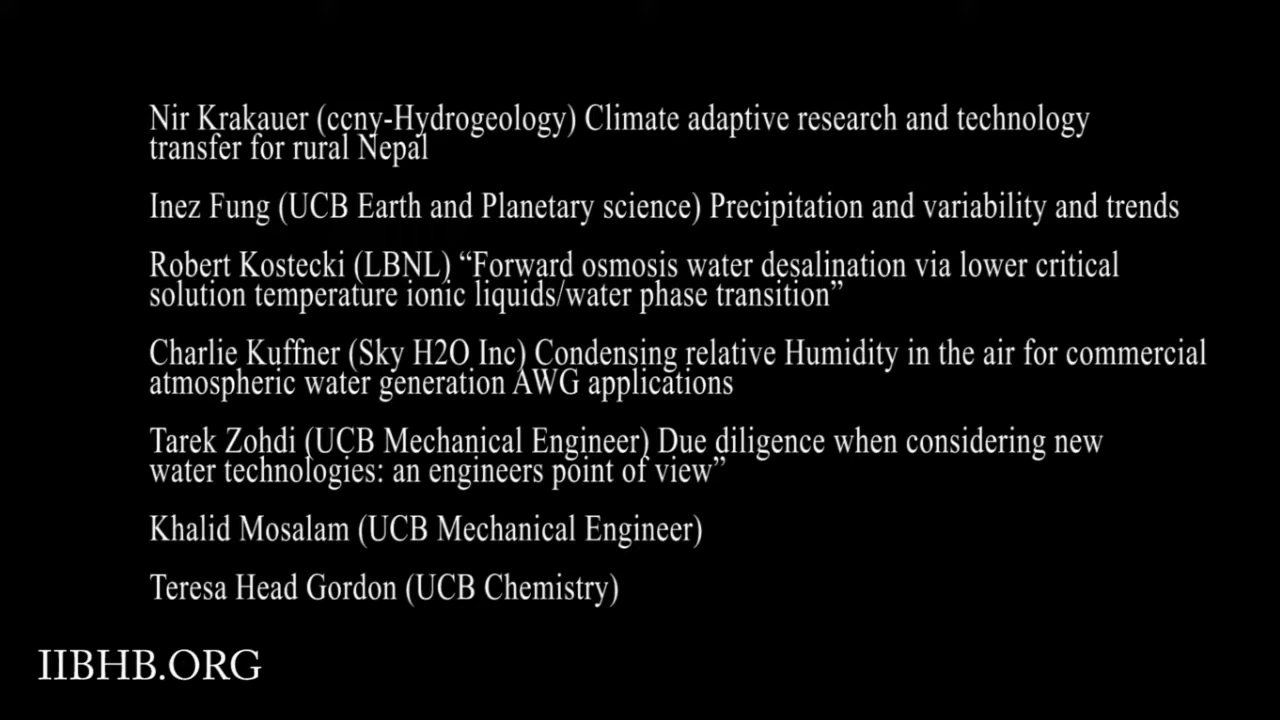 Nir Krakauer (ccny-Hydrogeology) Climate adaptive research and technology
transfer for rural Nepal
Inez Fung (UCB Earth and Planetary science) Precipitation and variability and trends
Robert Kostecki (LBNL) “Forward osmosis water desalination via lower critical
solution temperature ionic liquids/water phase transition”
Charlie Kuffner (Sky H2O Inc) Condensing relative Humidity in the air for commercial
atmospheric water generation AWG applications
Tarek Zohdi (UCB Mechanical Engineer) Due diligence when considering new
water technologies: an engineers point of view”
Khalid Mosalam (UCB Mechanical Engineer)
Teresa Head Gordon (UCB Chemistry)
IIBHB.ORG